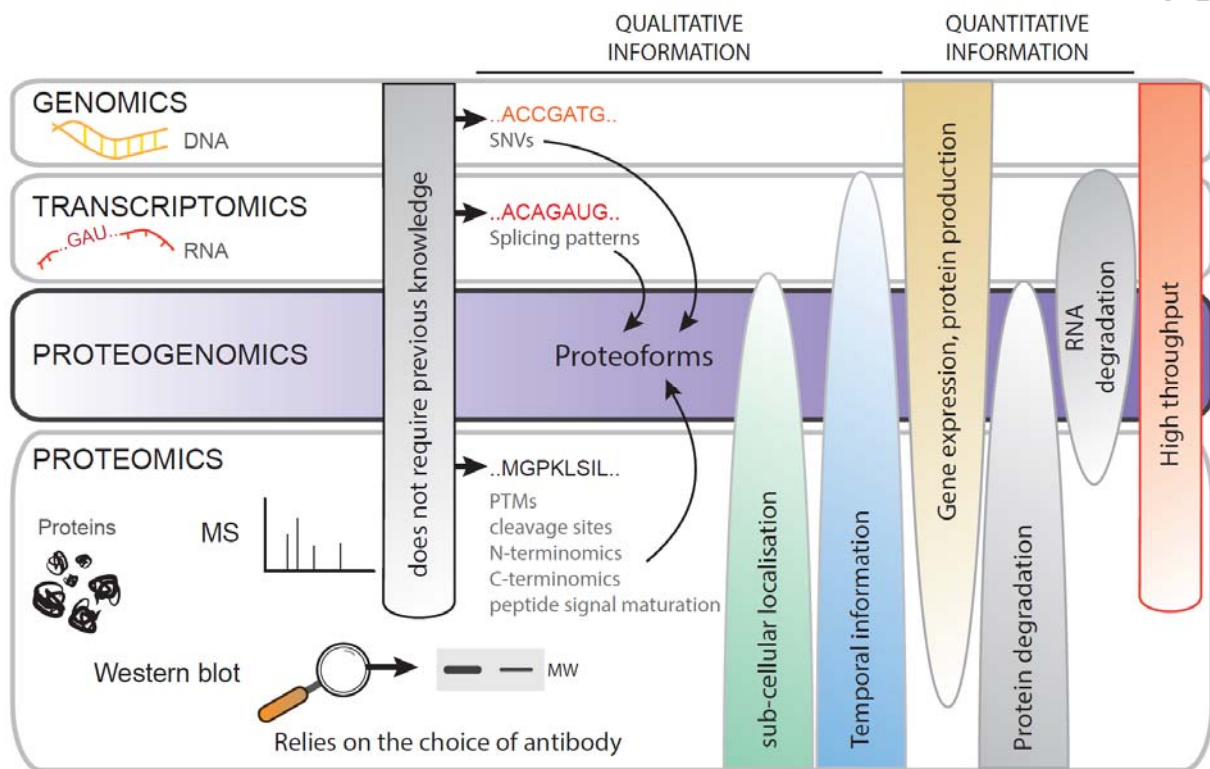 QUALITATIVE
INFORMATION
QUANTITATIVE
INFORMATION
GENOMICS
DNA
..ACCGATG..
SNVs
TRANSCRIPTOMICS
..GAU..
RNA
..ACAGAUG..
Splicing patterns
PROTEOGENOMICS
Proteoforms
PROTEOMICS
Proteins
MS
..MGPKLSIL..
PTMs
cleavage sites
N-terminomics
C-terminomics
peptide signal maturation
Western blot
MW
Relies on the choice of antibody
does not require previous knowledge
sub-cellular localisation
Temporal information
Gene expression, protein production
Protein degradation
RNA
degradation
High throughput